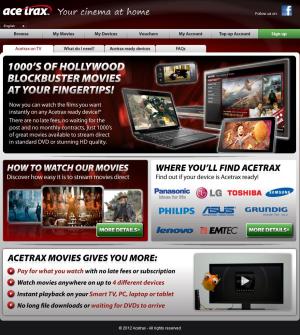 acetrax. Your cinema at home
Follow us on:
English
Browse My Movies My Devices Vouchers My Account Top up Account Sign up
Acetrax on TV What do I need? Acetrax ready devices FAQs
1000'S OF HOLLYWOOD
BLOCKBUSTER MOVIES
AT YOUR FINGERTIPS!
Now you can watch the films you want
instantly on any Acetrax ready device*
There are no late fees, no waiting for the
post and no monthly contracts. Just 1000's
of great movies available to stream direct
in standard DVD or stunning HD quality.
HOW TO WATCH OUR MOVIES
Discover how easy it is to stream movies direct
MORE DETAILS
WHERE YOU'LL FIND ACETRAX
Find out if your device is Acetrax ready!
Panasonic ideas for life LG TOSHIBA SAMSUNG
PHILIPS ASUS GRUNDIG
lenovo EMTEC MORE DETAILS
ACETRAX MOVIES GIVES YOU MORE:
Pay for what you watch with no late fees or subscription
Watch movies anywhere on up to 4 different devices
Instant playback on your Smart TV, PC, laptop or tablet
No long file downloads or waiting for DVDs to arrive
© 2012 Acetrax - All rights reserved